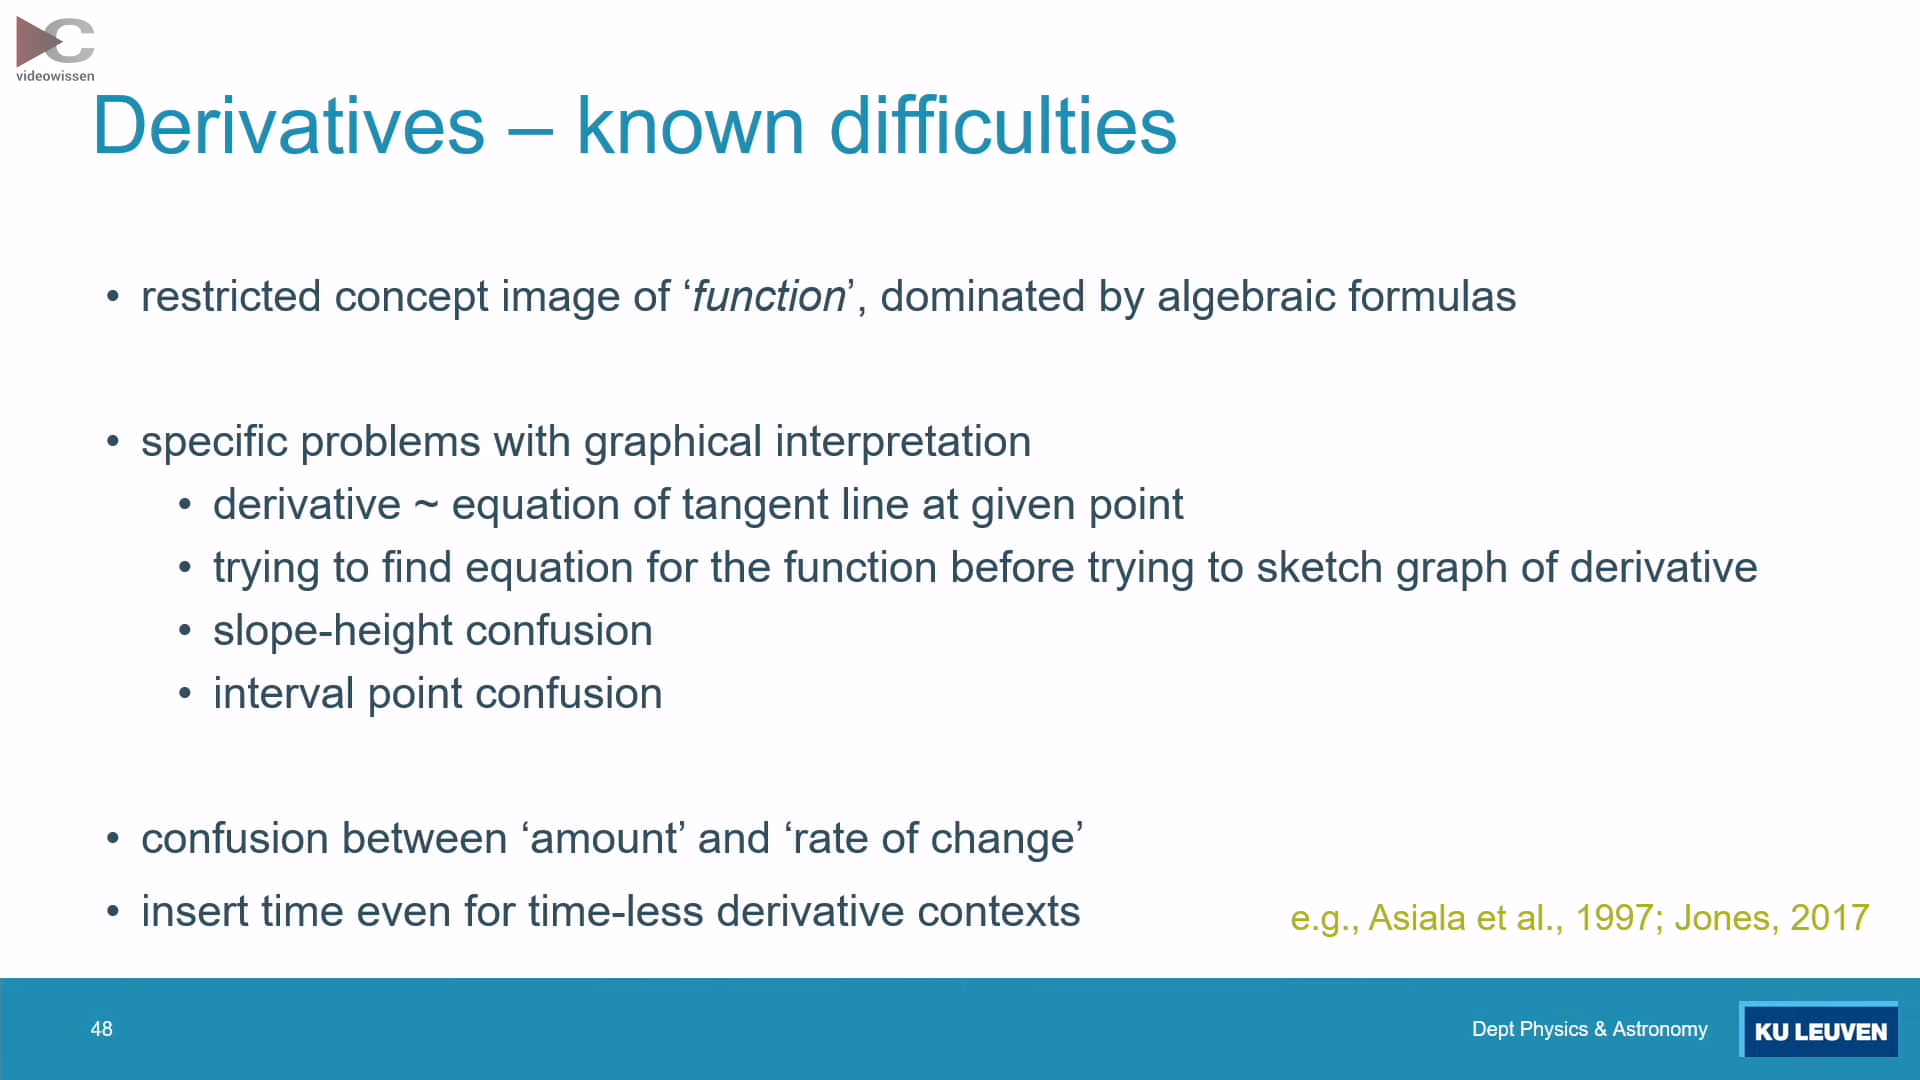 C
videowissen
Derivatives – known difficulties
• restricted concept image of ‘function’, dominated by algebraic formulas
• specific problems with graphical interpretation
• derivative ~ equation of tangent line at given point
• trying to find equation for the function before trying to sketch graph of derivative
• slope-height confusion
• interval point confusion
• confusion between ‘amount’ and ‘rate of change’
• insert time even for time-less derivative contexts
e.g., Asiala et al., 1997; Jones, 2017
48
Dept Physics & Astronomy
KU LEUVEN